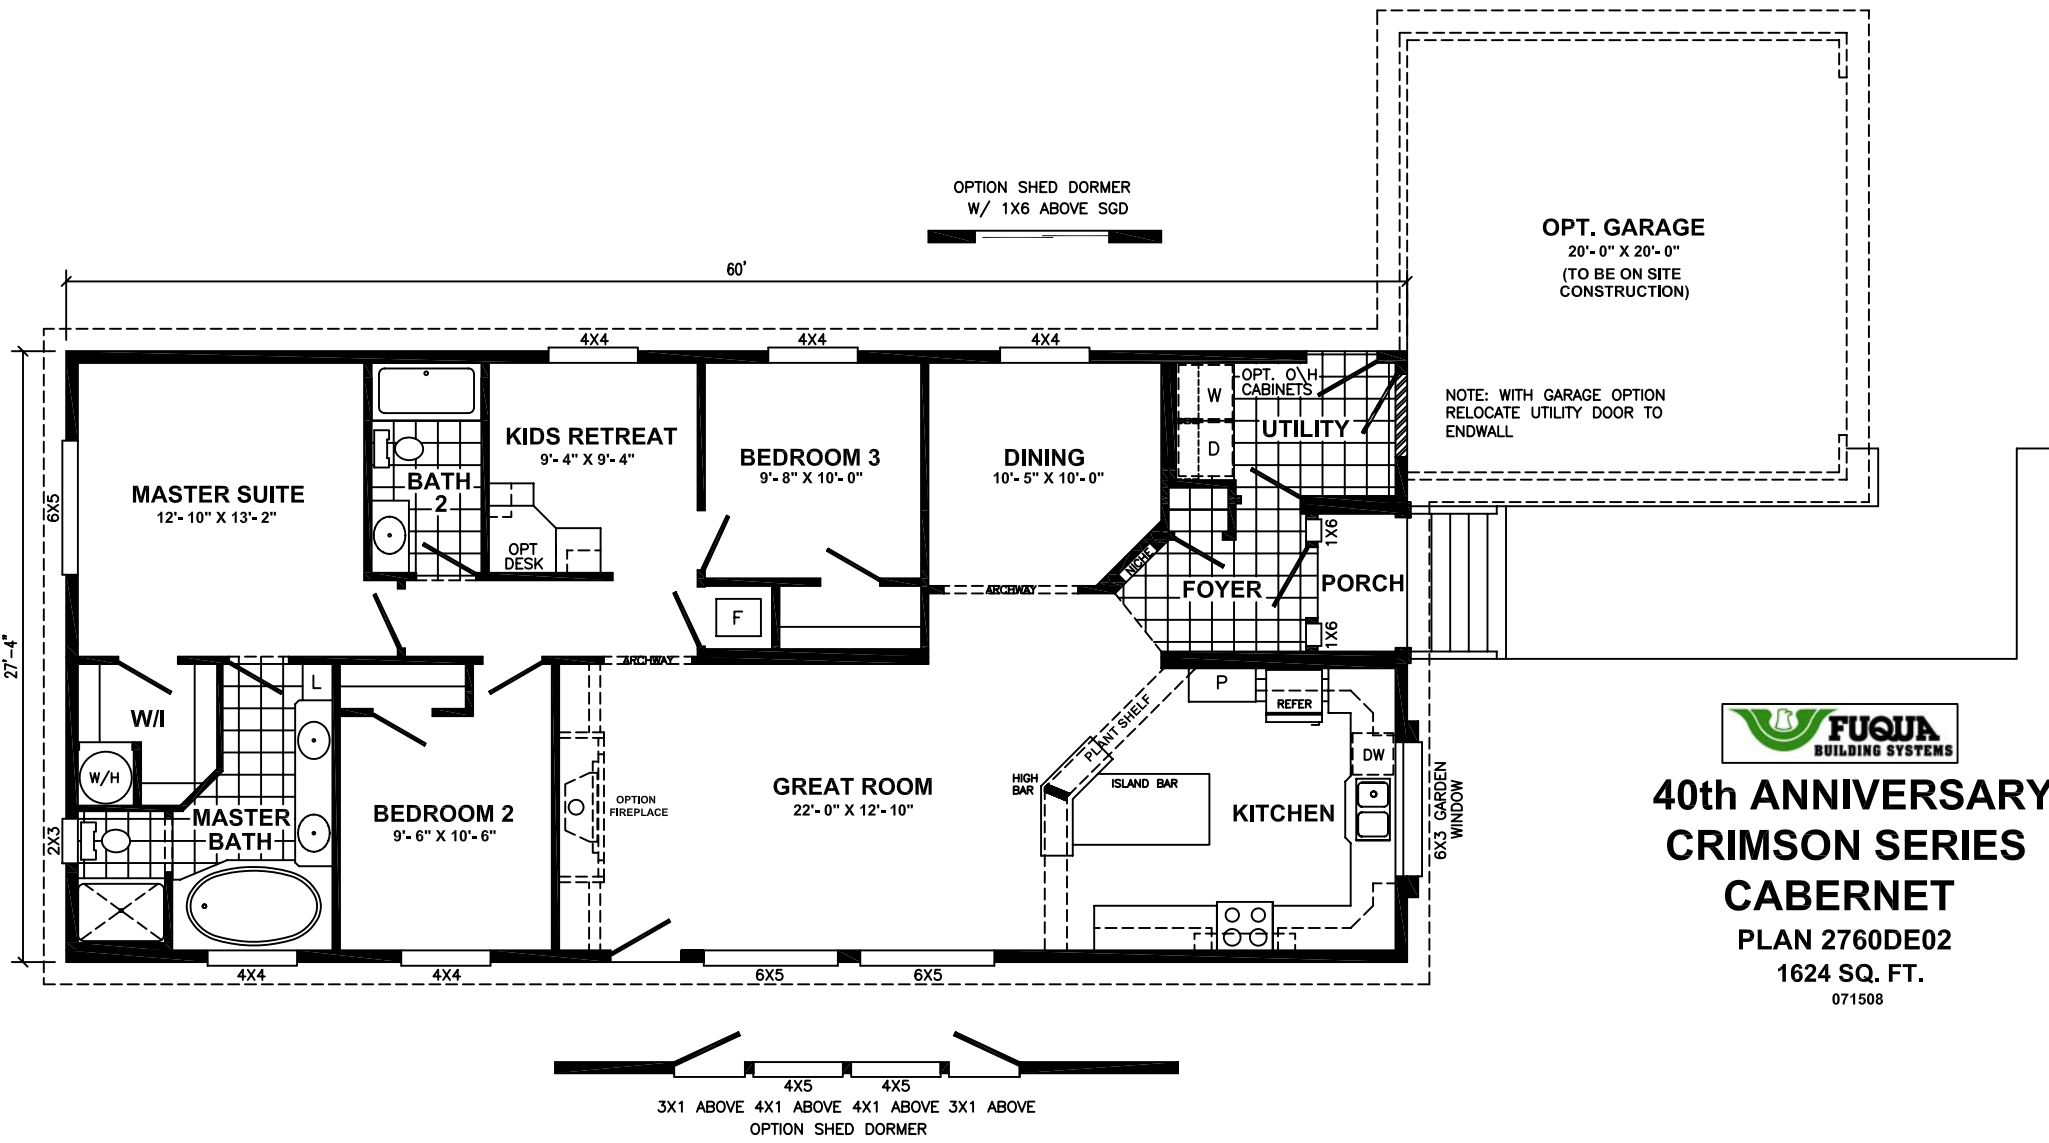 OPTION SHED DORMER
W/ 1X6 ABOVE SGD
OPT. GARAGE
20'- 0" X 20'- 0"
(TO BE ON SITE
CONSTRUCTION)
60'
4X4
4X4
4X4
OPT. O\H
CABINETS
W
D
UTILITY
NOTE: WITH GARAGE OPTION
RELOCATE UTILITY DOOR TO
ENDWALL
KIDS RETREAT
9'- 4" X 9'- 4"
BEDROOM 3
9'- 8" X 10'- 0"
DINING
10'- 5" X 10'- 0"
MASTER SUITE
12'- 10" X 13'- 2"
6X5
BATH
2
OPT
DESK
1X6
NICHE
ARCHWAY
FOYER
PORCH
F
1X6
27'-4"
ARCHWAY
L
W/I
W/H
P
REFER
PLANT SHELF
DW
HIGH
BAR
ISLAND BAR
GREAT ROOM
22'- 0" X 12'- 10"
KITCHEN
6X3 GARDEN
WINDOW
OPTION
FIREPLACE
BEDROOM 2
9'- 6" X 10'- 6"
MASTER
BATH
2X3
4X4
4X4
6X5
6X5
FUQUA
BUILDING SYSTEMS
40th ANNIVERSARY
CRIMSON SERIES
CABERNET
PLAN 2760DE02
1624 SQ. FT.
071508
4X5
4X5
3X1 ABOVE 4X1 ABOVE 4X1 ABOVE 3X1 ABOVE
OPTION SHED DORMER